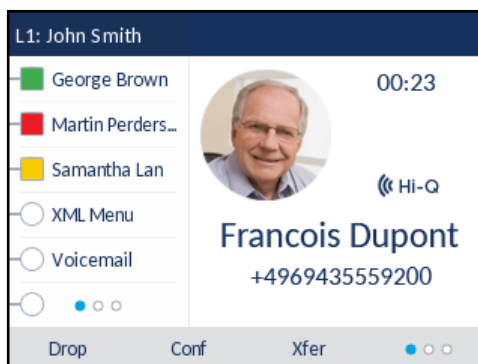 L1: John Smith
George Brown
Martin Perders...
Samantha Lan
XML Menu
Voicemail
00:23
Hi-Q
Francois Dupont
+4969435559200
Drop
Conf
Xfer